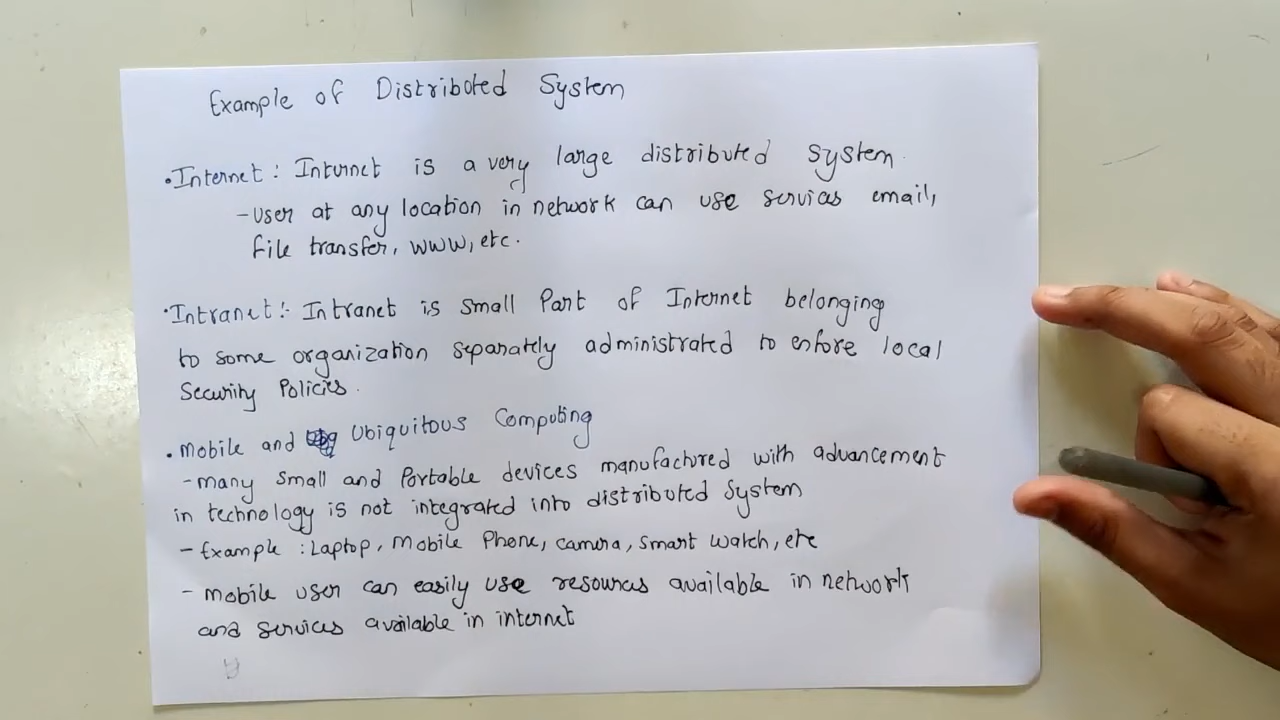 Example of Distriboted System
•Internet : Internet is a very large distributed system.
- user at any location in network can use services email,
file transfer, www, etc.
•Intranet :- Intranet is small Part of Internet belonging
to some organization separately administrated to enfore local
Security Policies.
• Mobile and Ubiquitous Computing
- many small and Portable devices manufactured with advancement
in technology is not integrated into distributed System
- Example : Laptop, Mobile Phone, camera, smart watch, etc
- mobile user can easily use resources available in network
and services available in internet